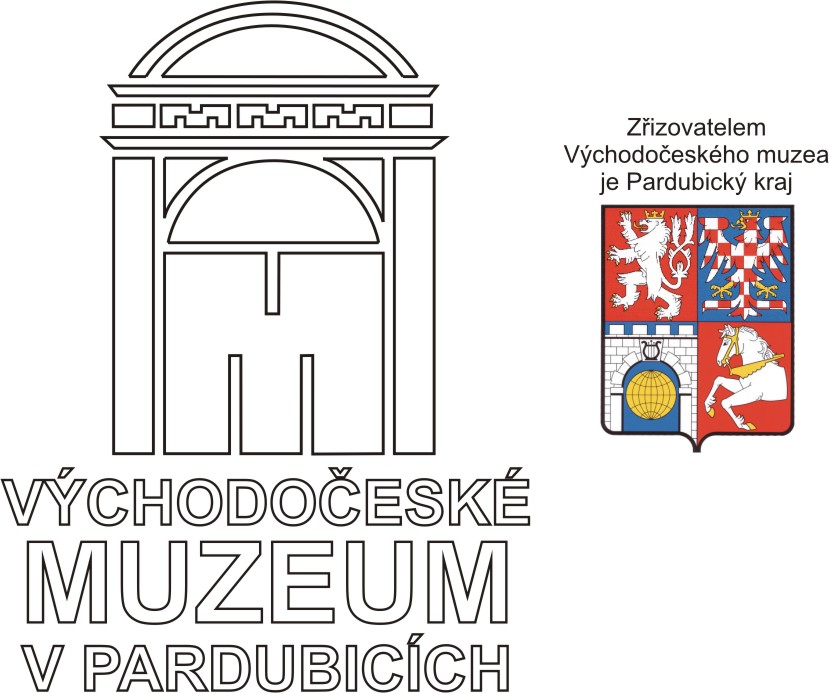 VÝCHODOČESKÉ
MUZEUM
V PARDUBICÍCH
Zřizovatelem
Východočeského muzea
je Pardubický kraj